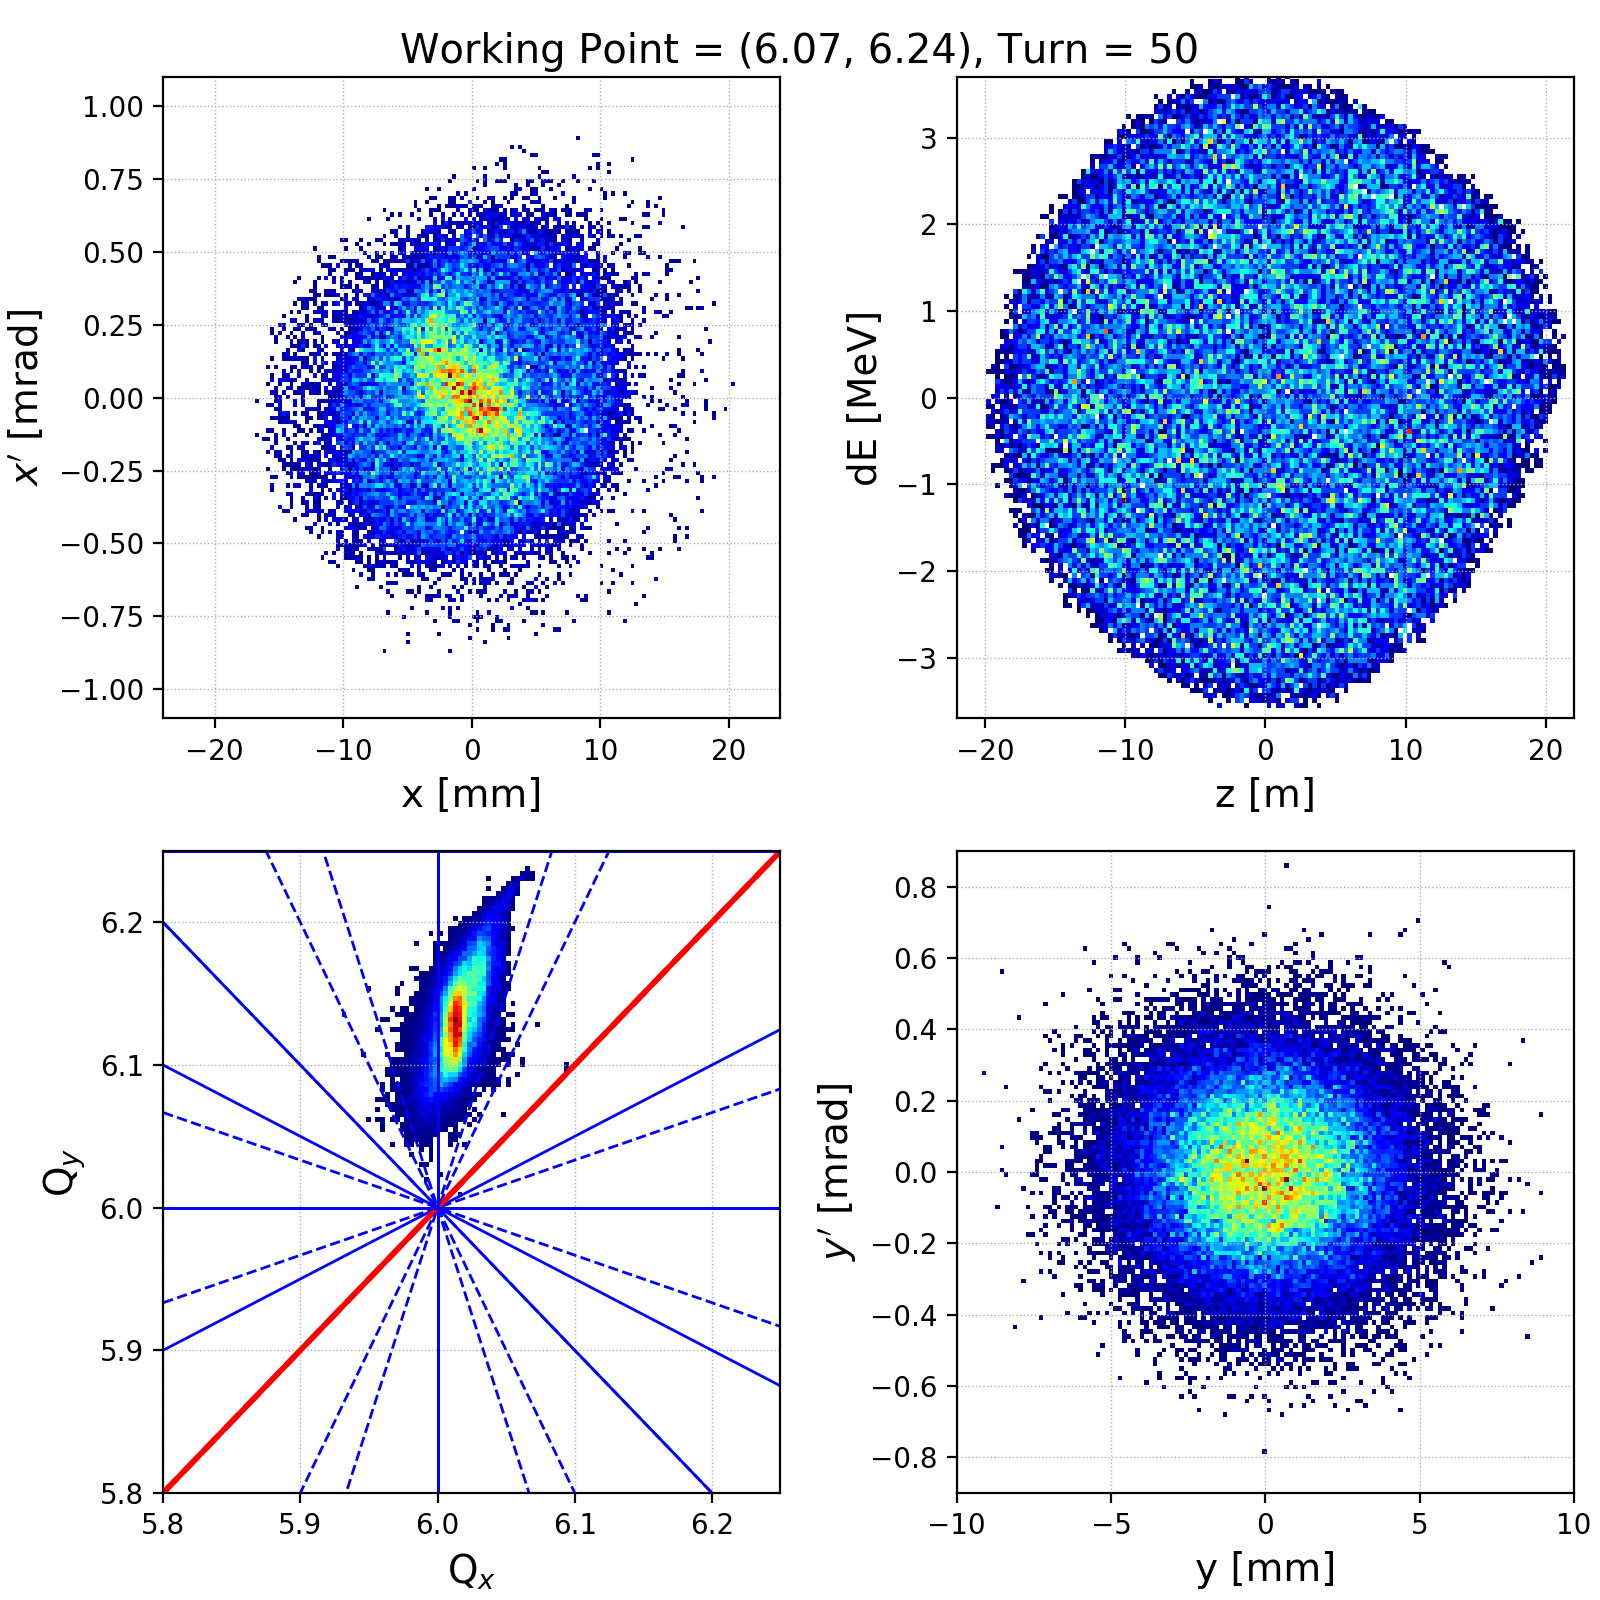 Working Point = (6.07, 6.24), Turn = 50
1.00
0.75
0.50
0.25
0.00
−0.25
−0.50
−0.75
−1.00
x′ [mrad]
−20 −10 0 10 20
x [mm]
3
2
1
0
−1
−2
−3
dE [MeV]
−20 −10 0 10 20
z [m]
6.2
6.1
6.0
5.9
5.8
Qy
5.8 5.9 6.0 6.1 6.2
Qx
0.8
0.6
0.4
0.2
0.0
−0.2
−0.4
−0.6
−0.8
y′ [mrad]
−10 −5 0 5 10
y [mm]